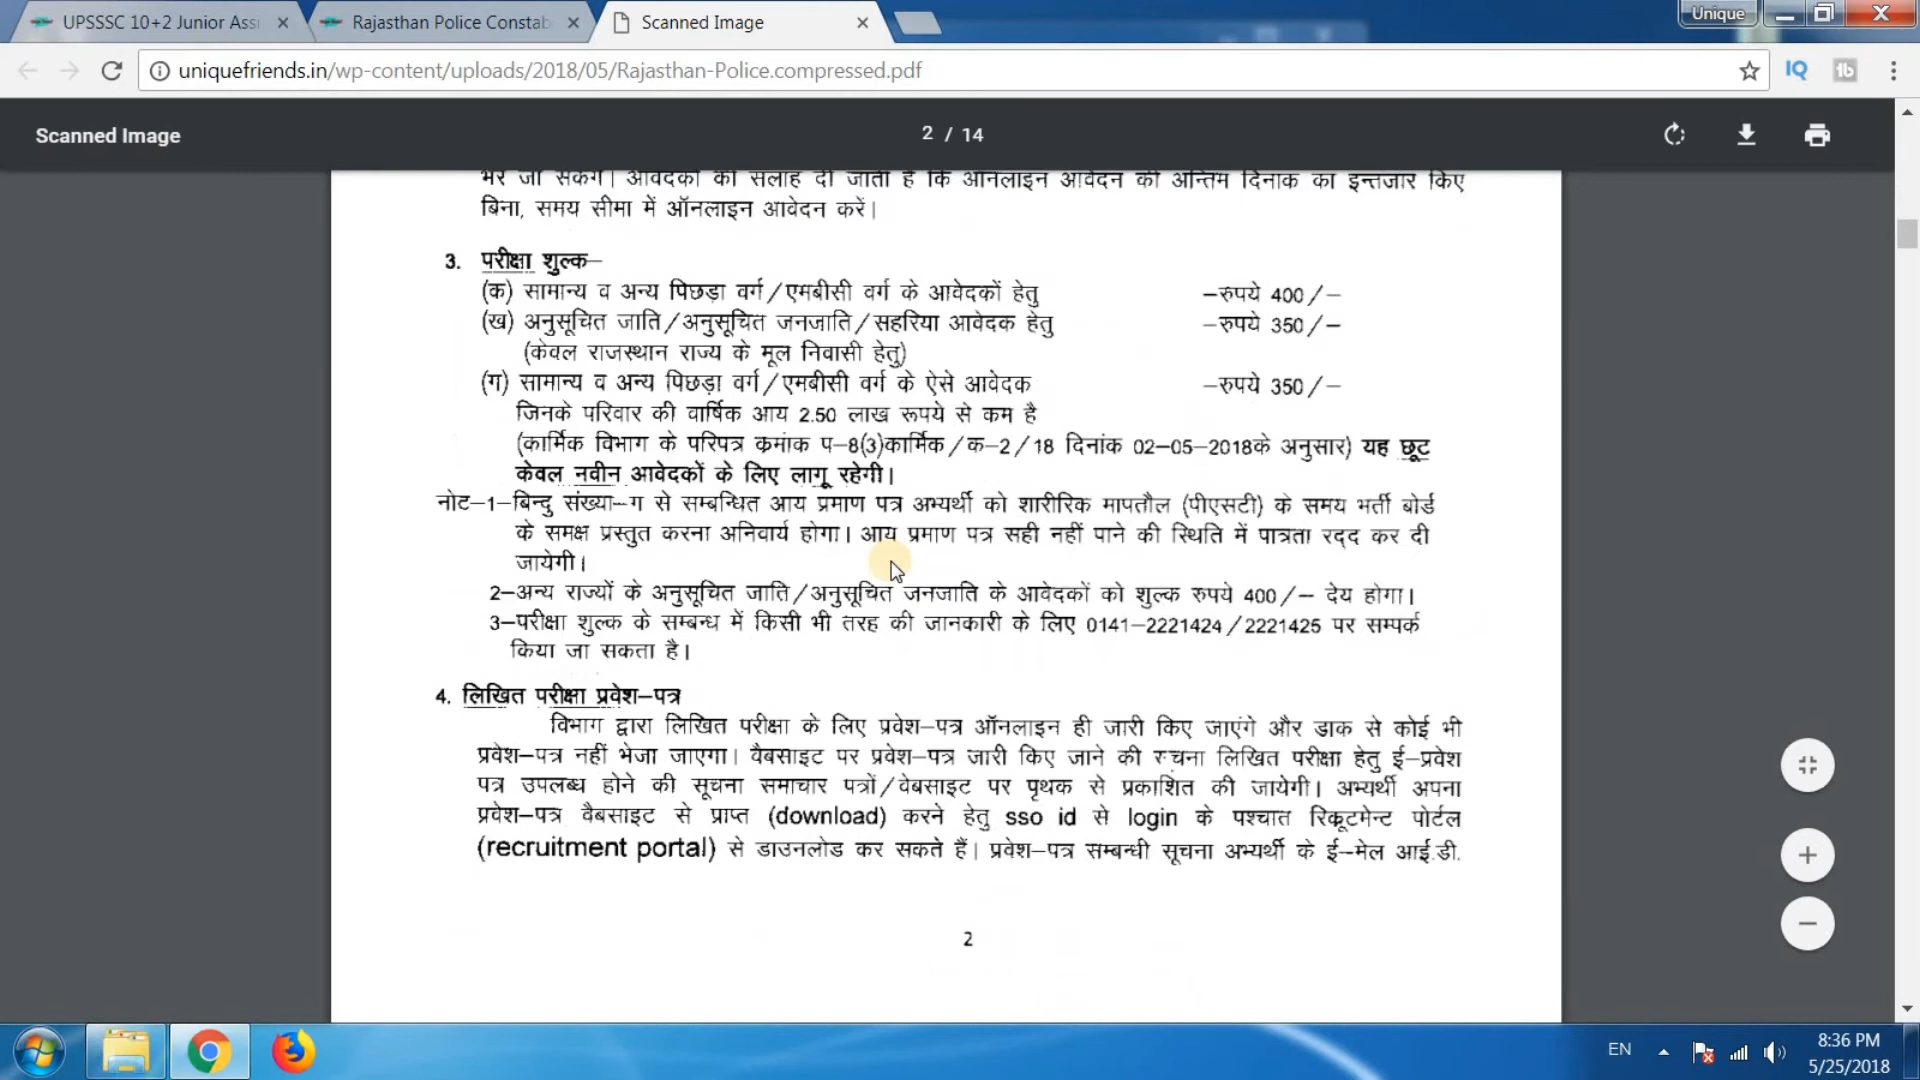 UPSSSC 10+2 Junior Assi
Rajasthan Police Constab
Scanned Image
Unique
uniquefriends.in/wp-content/uploads/2018/05/Rajasthan-Police.compressed.pdf
Scanned Image
2 / 14
भरे जा सकेंगे। आवेदकों को सलाह दी जाती है कि ऑनलाइन आवेदन की अन्तिम दिनांक का इन्तजार किए
बिना, समय सीमा में ऑनलाइन आवेदन करें।
3. परीक्षा शुल्क–
(क) सामान्य व अन्य पिछड़ा वर्ग/एमबीसी वर्ग के आवेदकों हेतु –रुपये 400/–
(ख) अनुसूचित जाति/अनुसूचित जनजाति/सहरिया आवेदक हेतु –रुपये 350/–
(केवल राजस्थान राज्य के मूल निवासी हेतु)
(ग) सामान्य व अन्य पिछड़ा वर्ग/एमबीसी वर्ग के ऐसे आवेदक –रुपये 350/–
जिनके परिवार की वार्षिक आय 2.50 लाख रूपये से कम है
(कार्मिक विभाग के परिपत्र क्रमांक प–8(3)कार्मिक/क–2/18 दिनांक 02–05–2018के अनुसार) यह छूट
केवल नवीन आवेदकों के लिए लागू रहेगी।
नोट–1–बिन्दु संख्या–ग से सम्बन्धित आय प्रमाण पत्र अभ्यर्थी को शारीरिक मापतौल (पीएसटी) के समय भर्ती बोर्ड
के समक्ष प्रस्तुत करना अनिवार्य होगा। आय प्रमाण पत्र सही नहीं पाने की स्थिति में पात्रता रद्द कर दी
जायेगी।
2–अन्य राज्यों के अनुसूचित जाति/अनुसूचित जनजाति के आवेदकों को शुल्क रुपये 400/– देय होगा।
3–परीक्षा शुल्क के सम्बन्ध में किसी भी तरह की जानकारी के लिए 0141–2221424/2221425 पर सम्पर्क
किया जा सकता है।
4. लिखित परीक्षा प्रवेश–पत्र
विभाग द्वारा लिखित परीक्षा के लिए प्रवेश–पत्र ऑनलाइन ही जारी किए जाएंगे और डाक से कोई भी
प्रवेश–पत्र नहीं भेजा जाएगा। वैबसाइट पर प्रवेश–पत्र जारी किए जाने की सूचना लिखित परीक्षा हेतु ई–प्रवेश
पत्र उपलब्ध होने की सूचना समाचार पत्रों/वेबसाइट पर पृथक से प्रकाशित की जायेगी। अभ्यर्थी अपना
प्रवेश–पत्र वैबसाइट से प्राप्त (download) करने हेतु sso id से login के पश्चात रिक्रूटमेन्ट पोर्टल
(recruitment portal) से डाउनलोड कर सकते हैं। प्रवेश–पत्र सम्बन्धी सूचना अभ्यर्थी के ई–मेल आई.डी.
2
EN
8:36 PM
5/25/2018